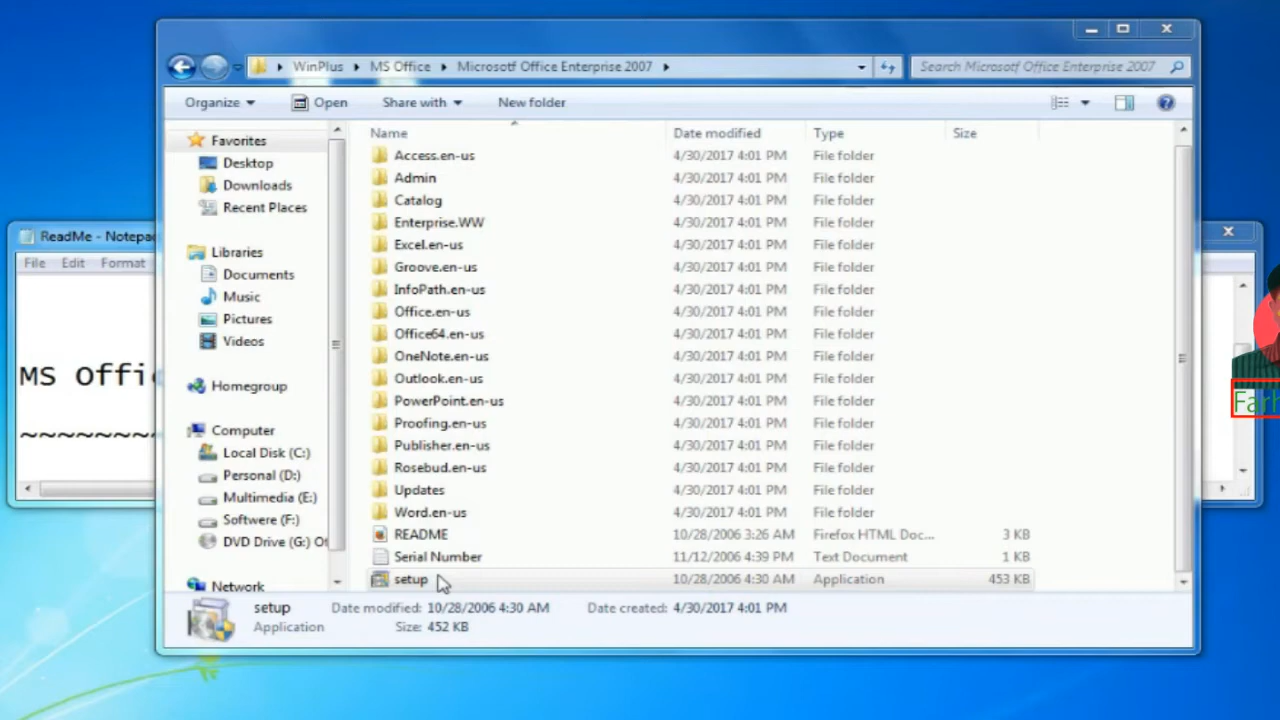 WinPlus MS Office Microsotf Office Enterprise 2007
Search Microsotf Office Enterprise 2007
Organize Open Share with New folder
Name Date modified Type Size
Favorites
Desktop
Downloads
Recent Places
Libraries
Documents
Music
Pictures
Videos
Homegroup
Computer
Local Disk (C:)
Personal (D:)
Multimedia (E:)
Softwere (F:)
DVD Drive (G:) Of
Network
Access.en-us 4/30/2017 4:01 PM File folder
Admin 4/30/2017 4:01 PM File folder
Catalog 4/30/2017 4:01 PM File folder
Enterprise.WW 4/30/2017 4:01 PM File folder
Excel.en-us 4/30/2017 4:01 PM File folder
Groove.en-us 4/30/2017 4:01 PM File folder
InfoPath.en-us 4/30/2017 4:01 PM File folder
Office.en-us 4/30/2017 4:01 PM File folder
Office64.en-us 4/30/2017 4:01 PM File folder
OneNote.en-us 4/30/2017 4:01 PM File folder
Outlook.en-us 4/30/2017 4:01 PM File folder
PowerPoint.en-us 4/30/2017 4:01 PM File folder
Proofing.en-us 4/30/2017 4:01 PM File folder
Publisher.en-us 4/30/2017 4:01 PM File folder
Rosebud.en-us 4/30/2017 4:01 PM File folder
Updates 4/30/2017 4:01 PM File folder
Word.en-us 4/30/2017 4:01 PM File folder
README 10/28/2006 3:26 AM Firefox HTML Doc... 3 KB
Serial Number 11/12/2006 4:39 PM Text Document 1 KB
setup 10/28/2006 4:30 AM Application 453 KB
setup Date modified: 10/28/2006 4:30 AM Date created: 4/30/2017 4:01 PM
Application Size: 452 KB
ReadMe - Notepa
File Edit Format
MS Offi
~~~~~~~~
Farh